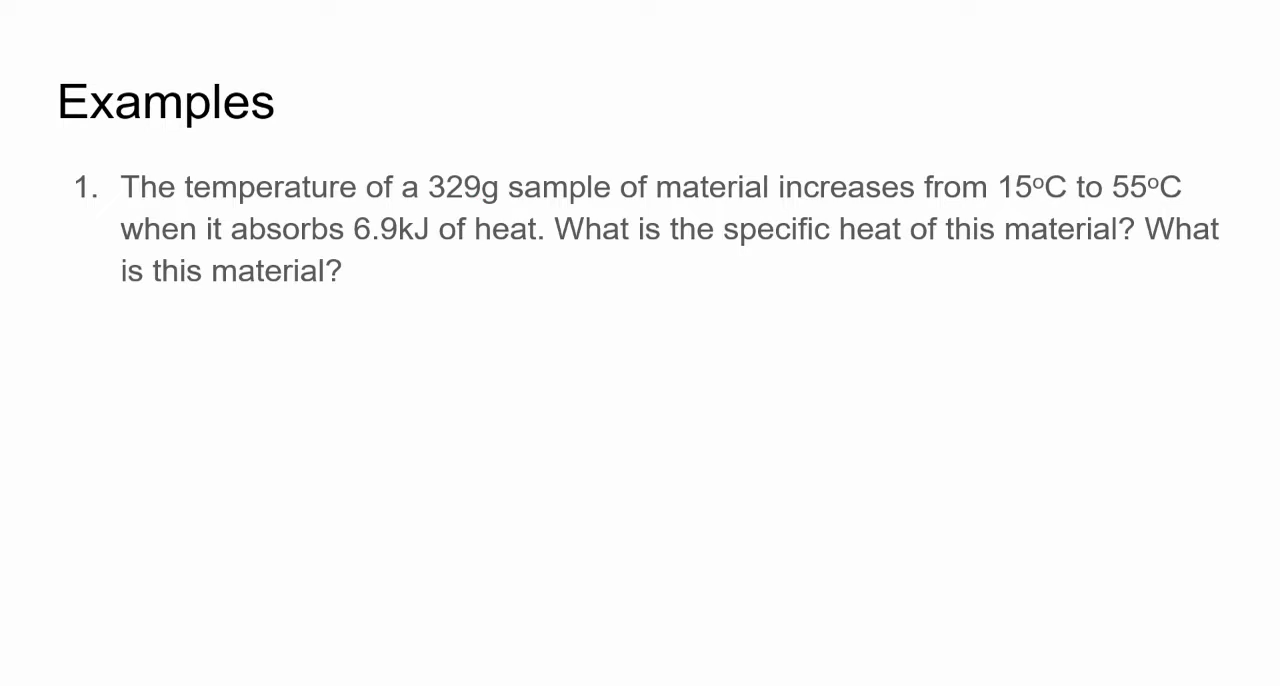 Examples
1. The temperature of a 329g sample of material increases from 15ºC to 55ºC
when it absorbs 6.9kJ of heat. What is the specific heat of this material? What
is this material?